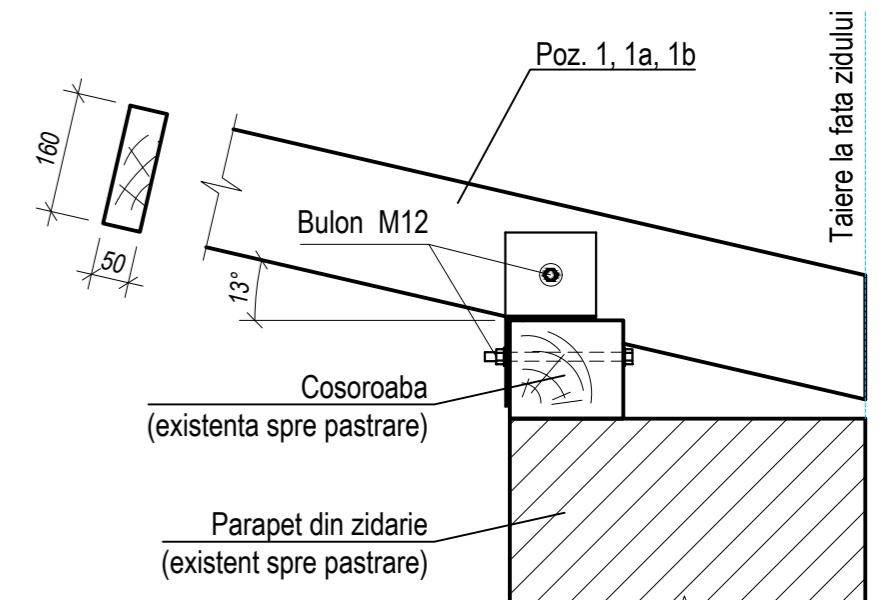 Poz. 1, 1a, 1b
Taiere la fata zidului
160
50
Bulon M12
13°
Cosoroaba
(existenta spre pastrare)
Parapet din zidarie
(existent spre pastrare)